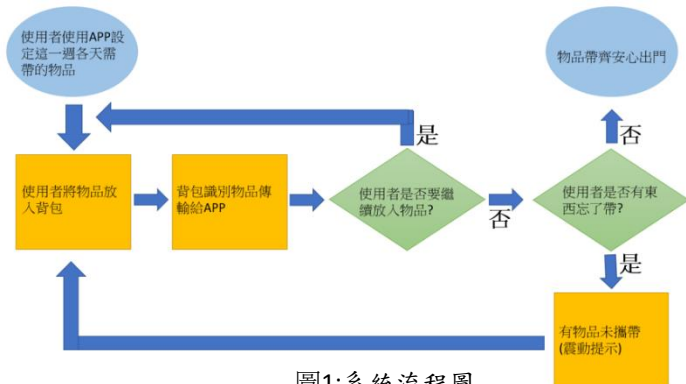 使用者使用APP設
定這一週各天需
帶的物品
物品帶齊安心出門
是
否
使用者將物品放
入背包
背包識別物品傳
輸給APP
使用者是否要繼
續放入物品?
否
使用者是否有東
西忘了帶?
是
有物品未攜帶
(震動提示)
圖1:系統流程圖